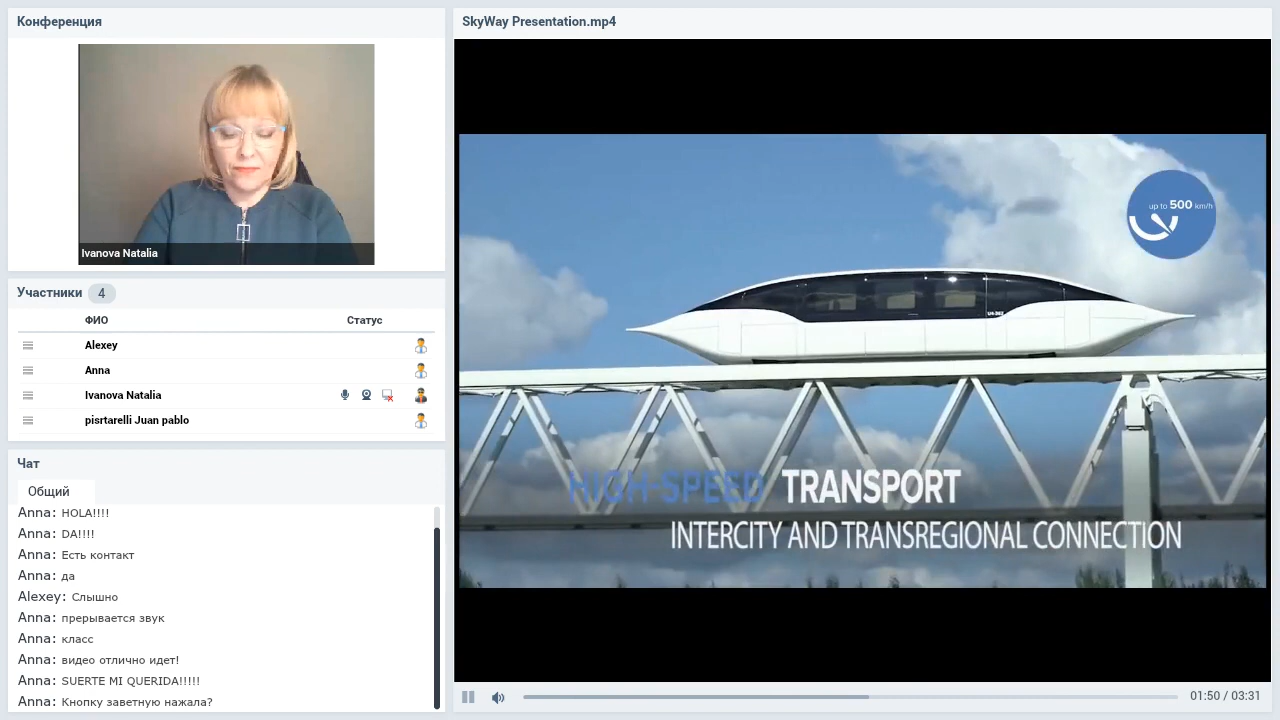 Конференция
Ivanova Natalia
Участники 4
ФИО Статус
Alexey
Anna
Ivanova Natalia
pisrtarelli Juan pablo
Чат
Общий
Anna: HOLA!!!!
Anna: DA!!!!
Anna: Есть контакт
Anna: да
Alexey: Слышно
Anna: прерывается звук
Anna: класс
Anna: видео отлично идет!
Anna: SUERTE MI QUERIDA!!!!!
Anna: Кнопку заветную нажала?
SkyWay Presentation.mp4
up to 500 km/h
HIGH-SPEED TRANSPORT
INTERCITY AND TRANSREGIONAL CONNECTION
01:50 / 03:31